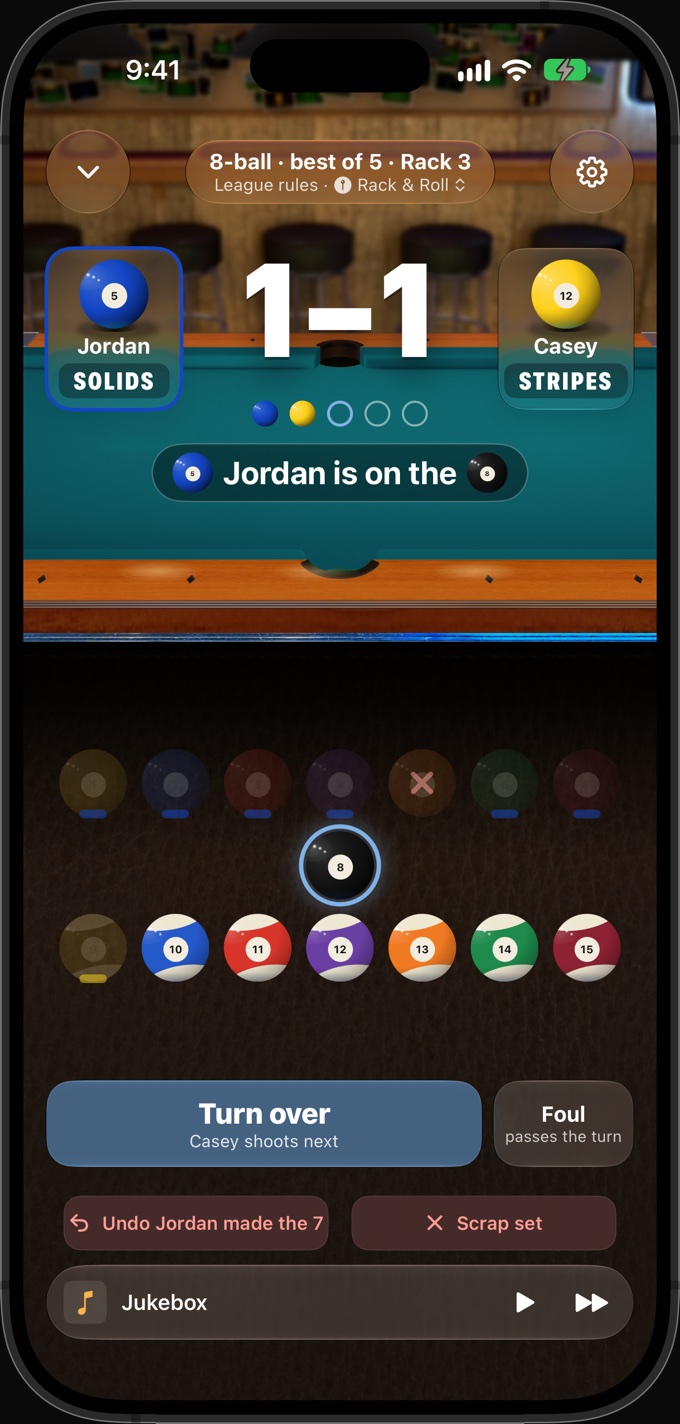 9:41
8-ball · best of 5 · Rack 3
League rules · Rack & Roll
5
Jordan
SOLIDS
1–1
12
Casey
STRIPES
5 Jordan is on the 8
8
10 11 12 13 14 15
Turn over
Casey shoots next
Foul
passes the turn
Undo Jordan made the 7
Scrap set
Jukebox